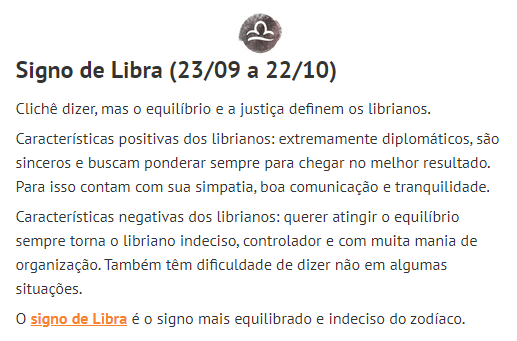 Signo de Libra (23/09 a 22/10)
Clichê dizer, mas o equilíbrio e a justiça definem os librianos.
Características positivas dos librianos: extremamente diplomáticos, são
sinceros e buscam ponderar sempre para chegar no melhor resultado.
Para isso contam com sua simpatia, boa comunicação e tranquilidade.
Características negativas dos librianos: querer atingir o equilíbrio
sempre torna o libriano indeciso, controlador e com muita mania de
organização. Também têm dificuldade de dizer não em algumas
situações.
O signo de Libra é o signo mais equilibrado e indeciso do zodíaco.